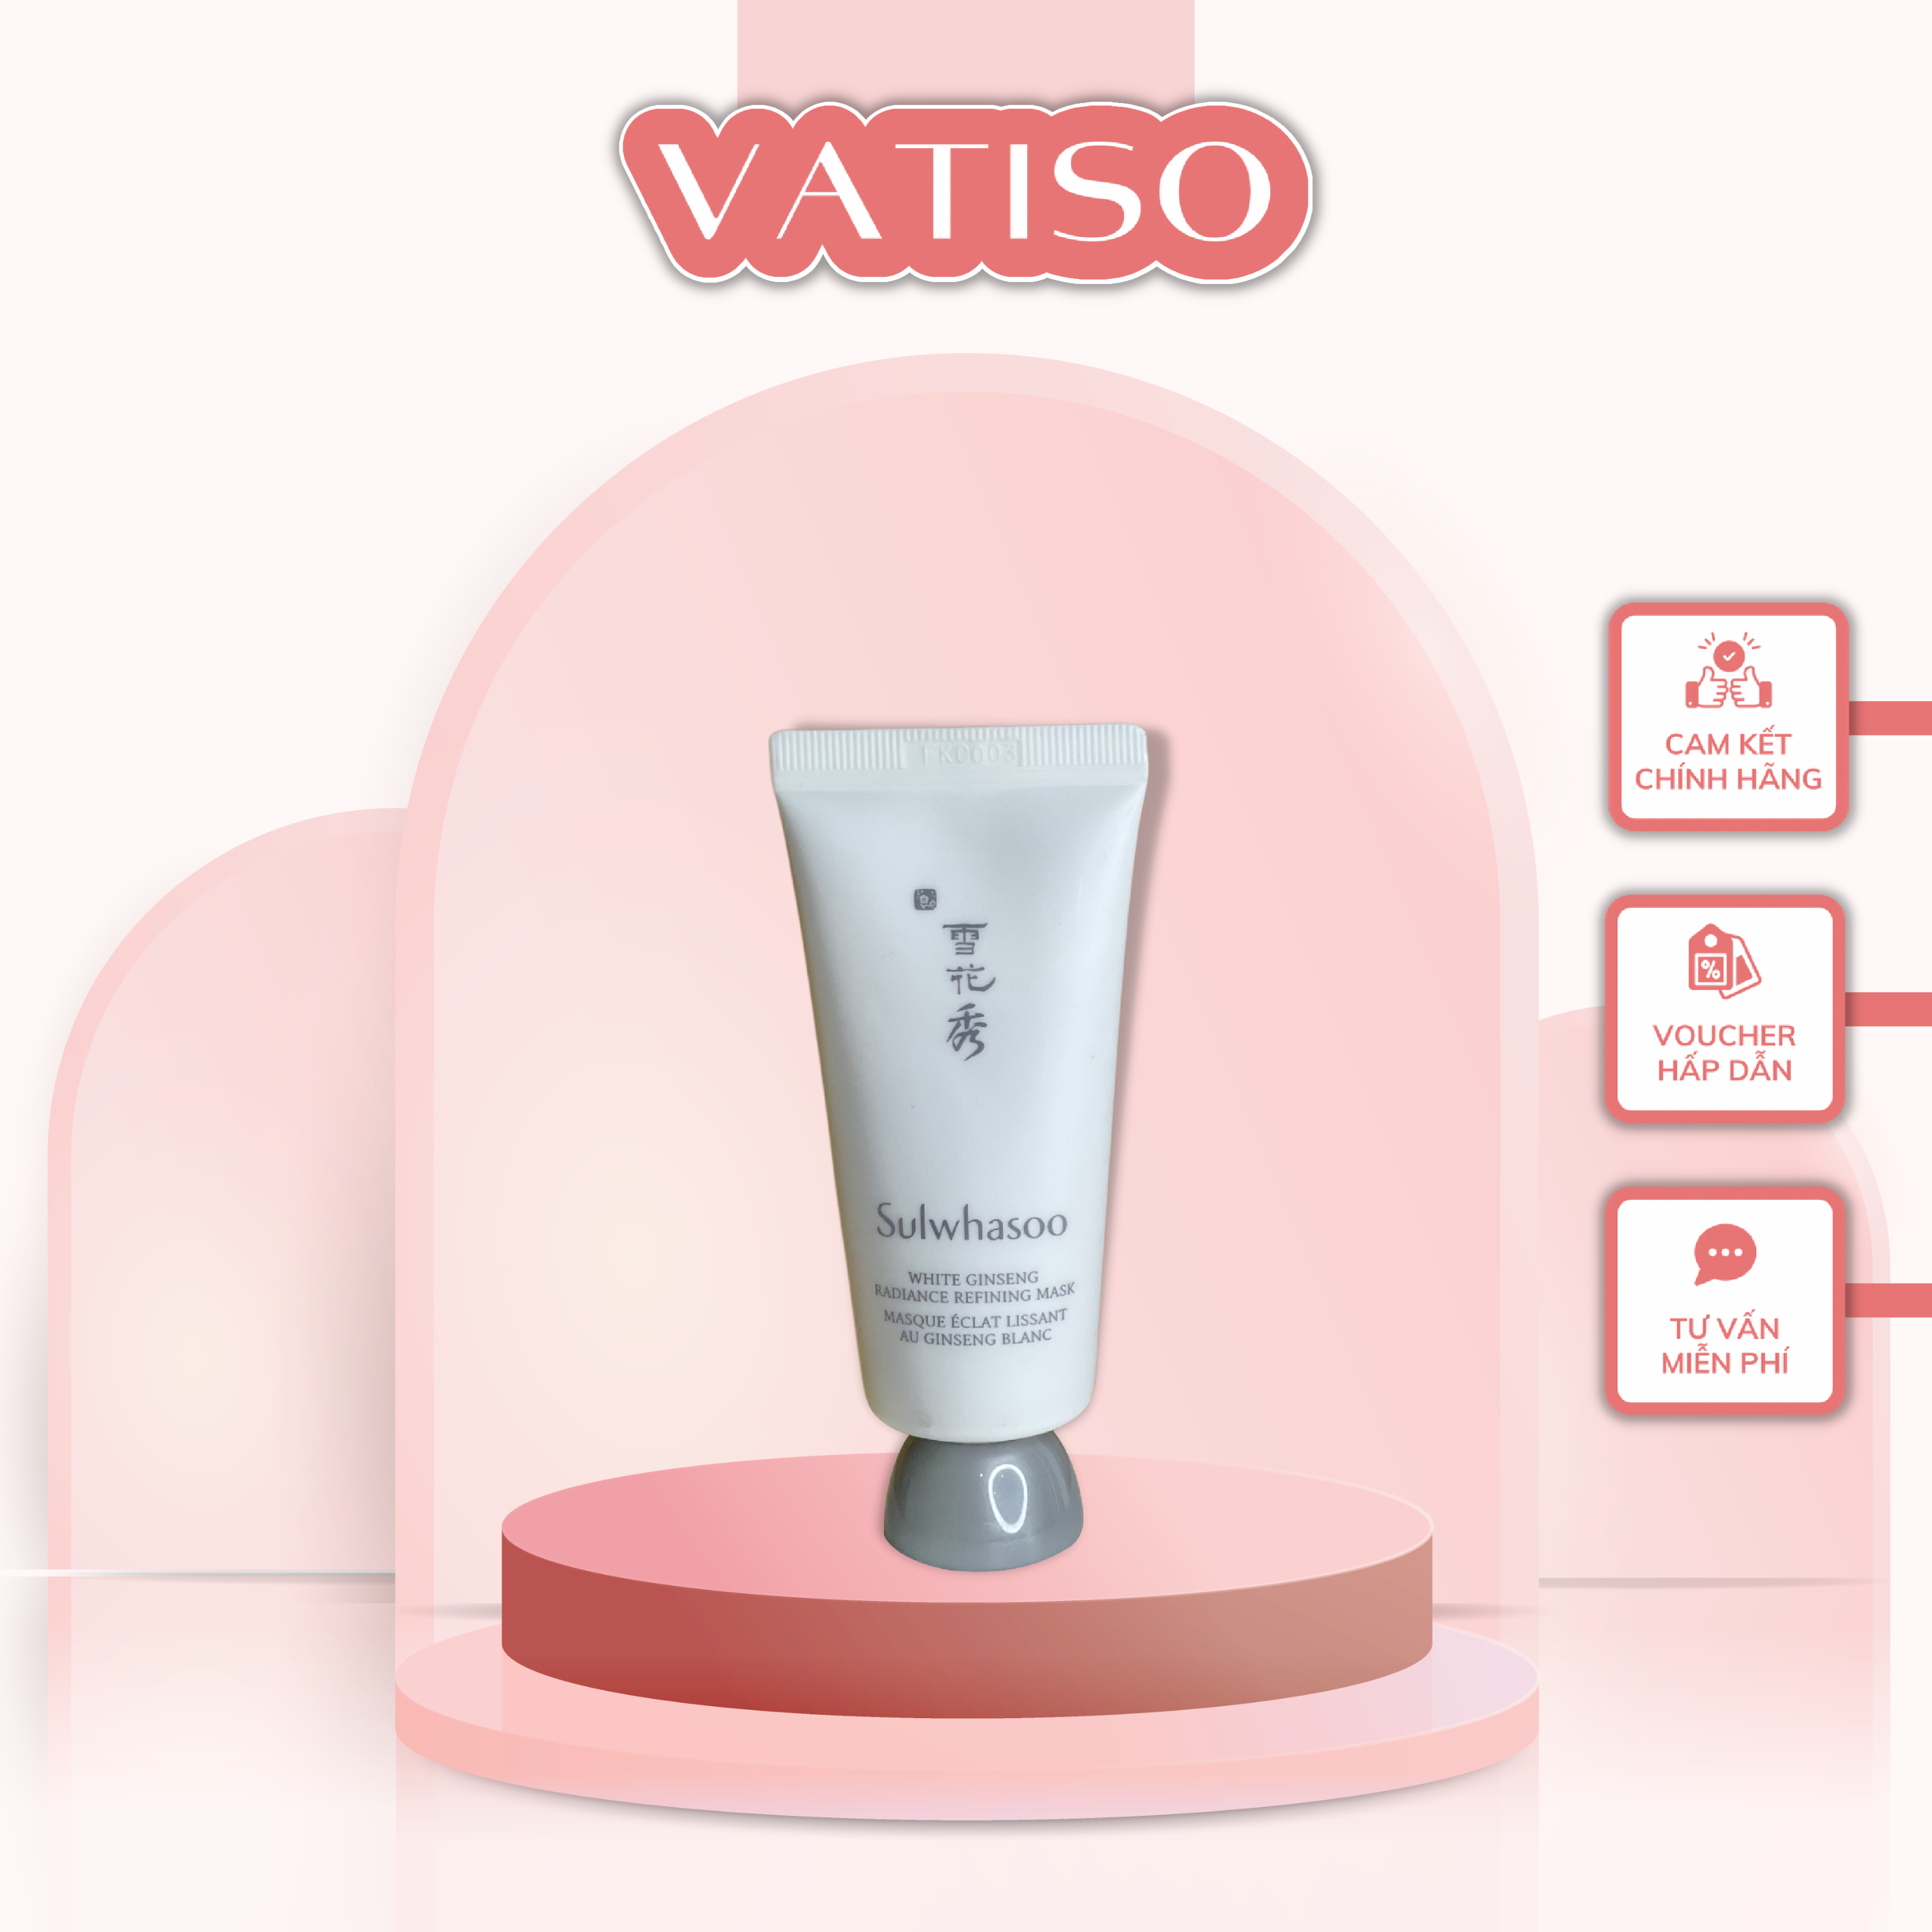 VATISO
雪
花
秀
Sulwhasoo
WHITE GINSENG
RADIANCE REFINING MASK
MASQUE ÉCLAT LISSANT
AU GINSENG BLANC
CAM KẾT
CHÍNH HÃNG
%
VOUCHER
HẤP DẪN
TƯ VẤN
MIỄN PHÍ